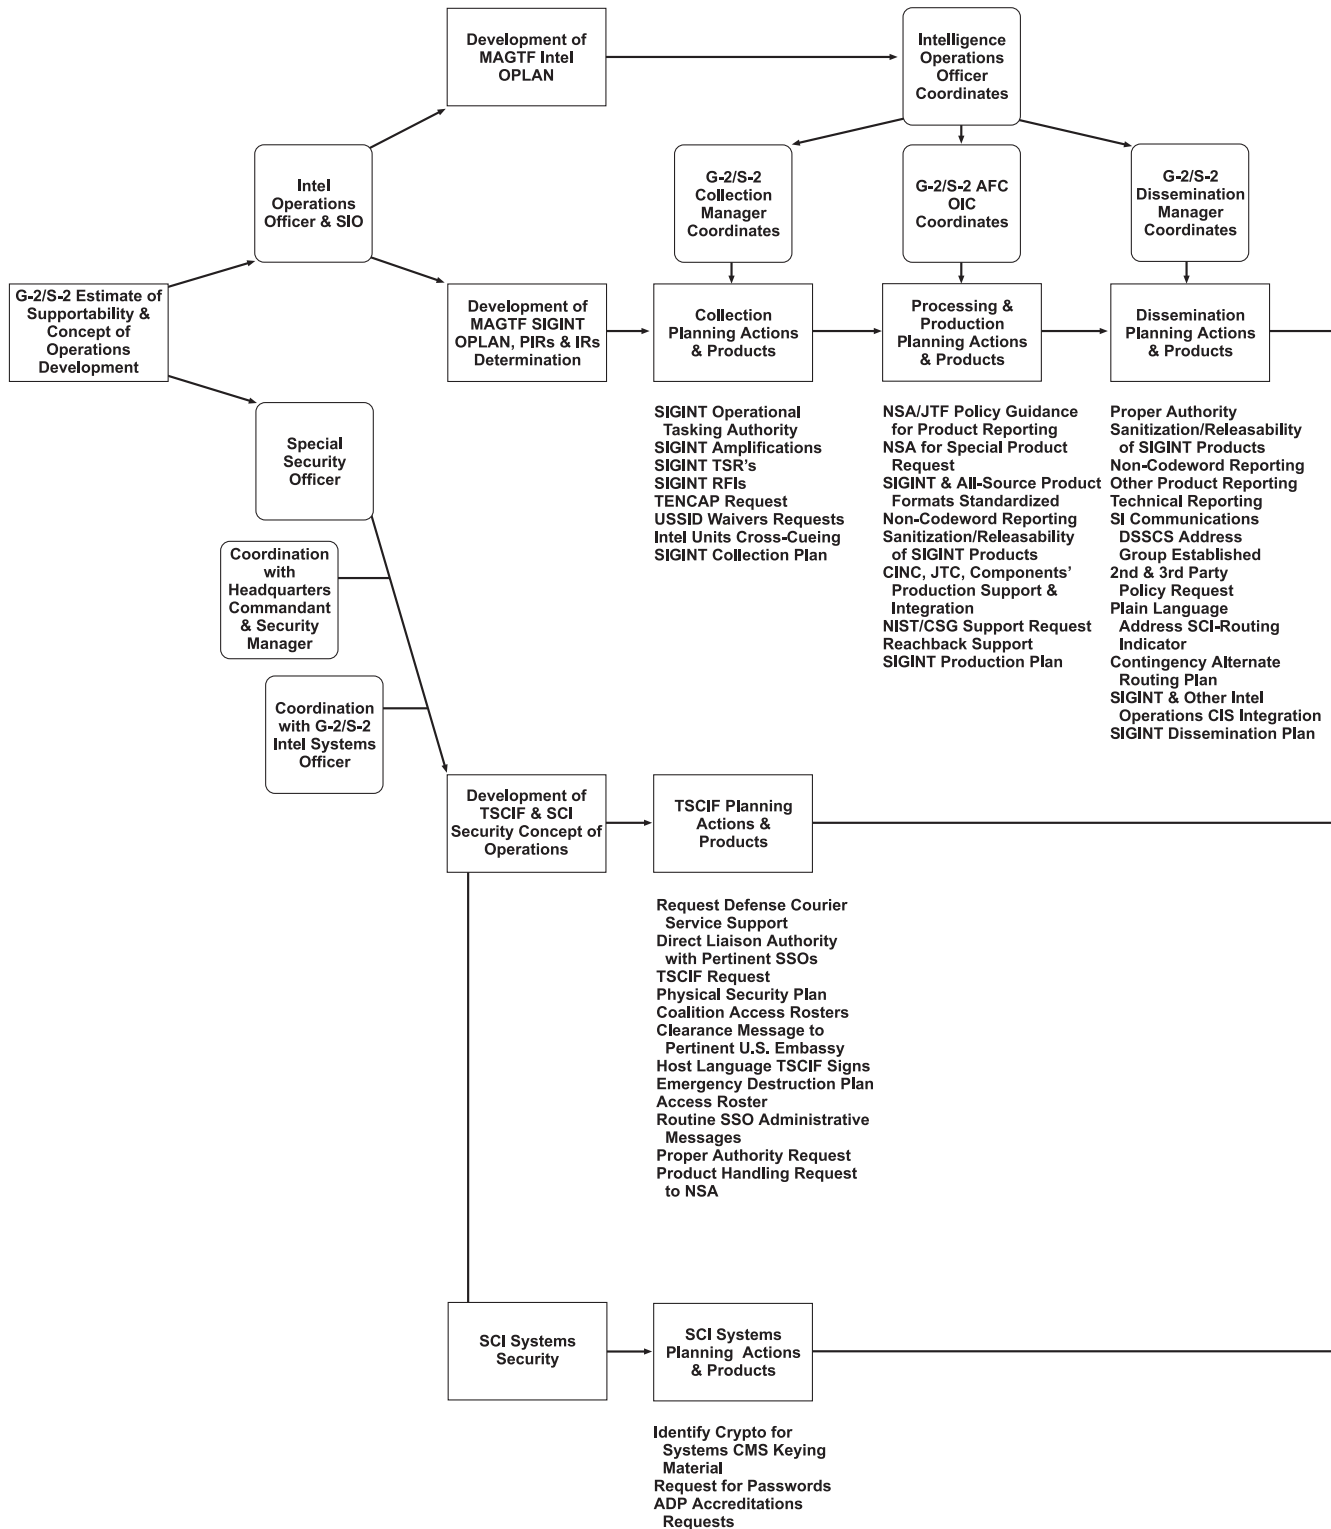 Development of
MAGTF Intel
OPLAN
Intelligence
Operations
Officer
Coordinates
Intel
Operations
Officer & SIO
G-2/S-2
Collection
Manager
Coordinates
G-2/S-2 AFC
OIC
Coordinates
G-2/S-2
Dissemination
Manager
Coordinates
G-2/S-2 Estimate of
Supportability &
Concept of
Operations
Development
Development of
MAGTF SIGINT
OPLAN, PIRs & IRs
Determination
Collection
Planning Actions
& Products
Processing &
Production
Planning Actions
& Products
Dissemination
Planning Actions
& Products
SIGINT Operational
Tasking Authority
SIGINT Amplifications
SIGINT TSR's
SIGINT RFIs
TENCAP Request
USSID Waivers Requests
Intel Units Cross-Cueing
SIGINT Collection Plan
NSA/JTF Policy Guidance
for Product Reporting
NSA for Special Product
Request
SIGINT & All-Source Product
Formats Standardized
Non-Codeword Reporting
Sanitization/Releasability
of SIGINT Products
CINC, JTC, Components’
Production Support &
Integration
NIST/CSG Support Request
Reachback Support
SIGINT Production Plan
Proper Authority
Sanitization/Releasability
of SIGINT Products
Non-Codeword Reporting
Other Product Reporting
Technical Reporting
SI Communications
DSSCS Address
Group Established
2nd & 3rd Party
Policy Request
Plain Language
Address SCI-Routing
Indicator
Contingency Alternate
Routing Plan
SIGINT & Other Intel
Operations CIS Integration
SIGINT Dissemination Plan
Special
Security
Officer
Coordination
with
Headquarters
Commandant
& Security
Manager
Coordination
with G-2/S-2
Intel Systems
Officer
Development of
TSCIF & SCI
Security Concept of
Operations
TSCIF Planning
Actions &
Products
Request Defense Courier
Service Support
Direct Liaison Authority
with Pertinent SSOs
TSCIF Request
Physical Security Plan
Coalition Access Rosters
Clearance Message to
Pertinent U.S. Embassy
Host Language TSCIF Signs
Emergency Destruction Plan
Access Roster
Routine SSO Administrative
Messages
Proper Authority Request
Product Handling Request
to NSA
SCI Systems
Security
SCI Systems
Planning Actions
& Products
Identify Crypto for
Systems CMS Keying
Material
Request for Passwords
ADP Accreditations
Requests